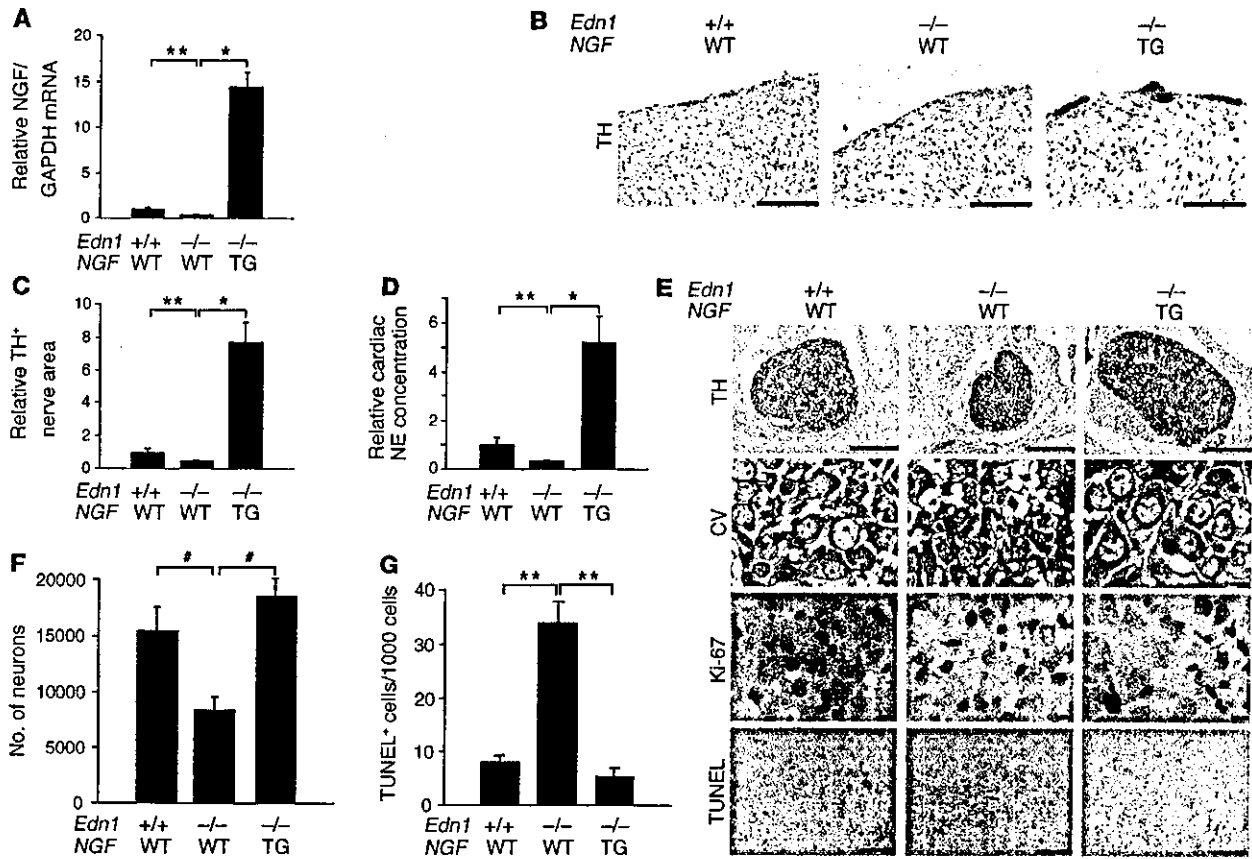 A
Relative NGF/
GAPDH mRNA
20
15
10
5
0
** *
Edn1 +/+ –/– –/–
NGF WT WT TG
B
Edn1 +/+ –/– –/–
NGF WT WT TG
TH
C
Relative TH+
nerve area
10
8
6
4
2
0
** *
Edn1 +/+ –/– –/–
NGF WT WT TG
D
Relative cardiac
NE concentration
6
4
2
0
** *
Edn1 +/+ –/– –/–
NGF WT WT TG
E
Edn1 +/+ –/– –/–
NGF WT WT TG
TH
CV
Ki-67
TUNEL
F
No. of neurons
20000
15000
10000
5000
0
# #
Edn1 +/+ –/– –/–
NGF WT WT TG
G
TUNEL+ cells/1000 cells
40
30
20
10
0
** **
Edn1 +/+ –/– –/–
NGF WT WT TG